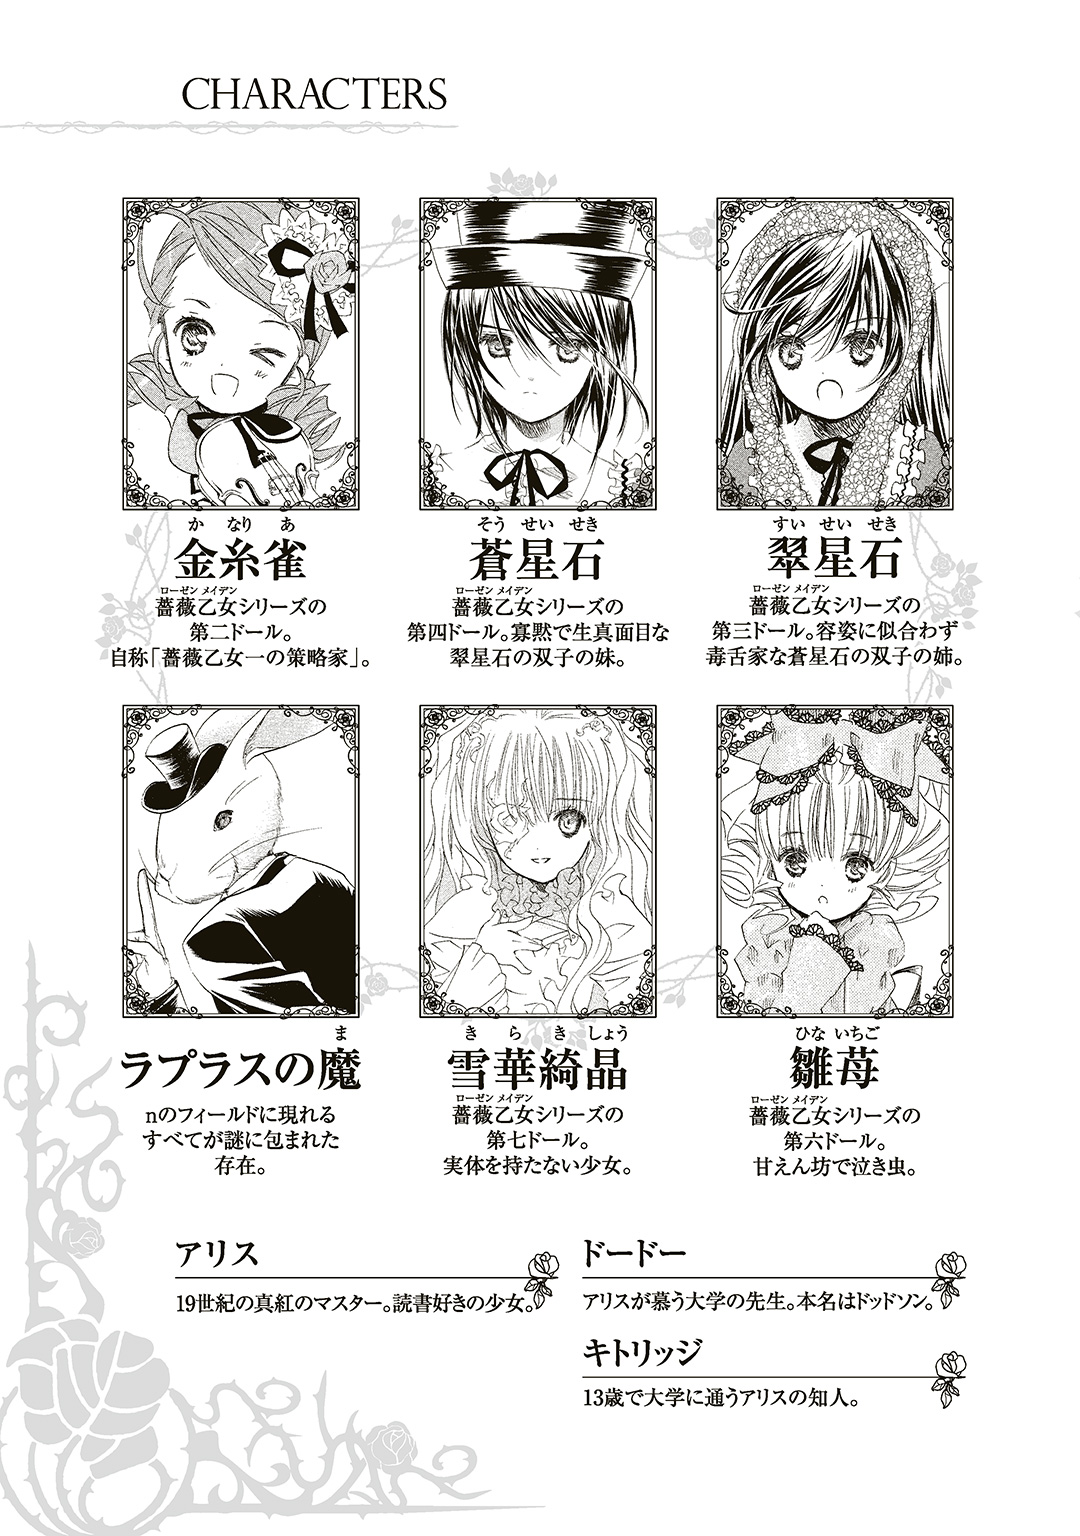 CHARACTERS
か なり あ
金糸雀
ローゼン メイデン
薔薇乙女シリーズの
第二ドール。
自称「薔薇乙女一の策略家」。
そう せい せき
蒼星石
ローゼン メイデン
薔薇乙女シリーズの
第四ドール。寡黙で生真面目な
翠星石の双子の妹。
すい せい せき
翠星石
ローゼン メイデン
薔薇乙女シリーズの
第三ドール。容姿に似合わず
毒舌家な蒼星石の双子の姉。
ま
ラプラスの魔
nのフィールドに現れる
すべてが謎に包まれた
存在。
き ら き しょう
雪華綺晶
ローゼン メイデン
薔薇乙女シリーズの
第七ドール。
実体を持たない少女。
ひな いちご
雛苺
ローゼン メイデン
薔薇乙女シリーズの
第六ドール。
甘えん坊で泣き虫。
アリス
19世紀の真紅のマスター。読書好きの少女。
ドードー
アリスが慕う大学の先生。本名はドッドソン。
キトリッジ
13歳で大学に通うアリスの知人。